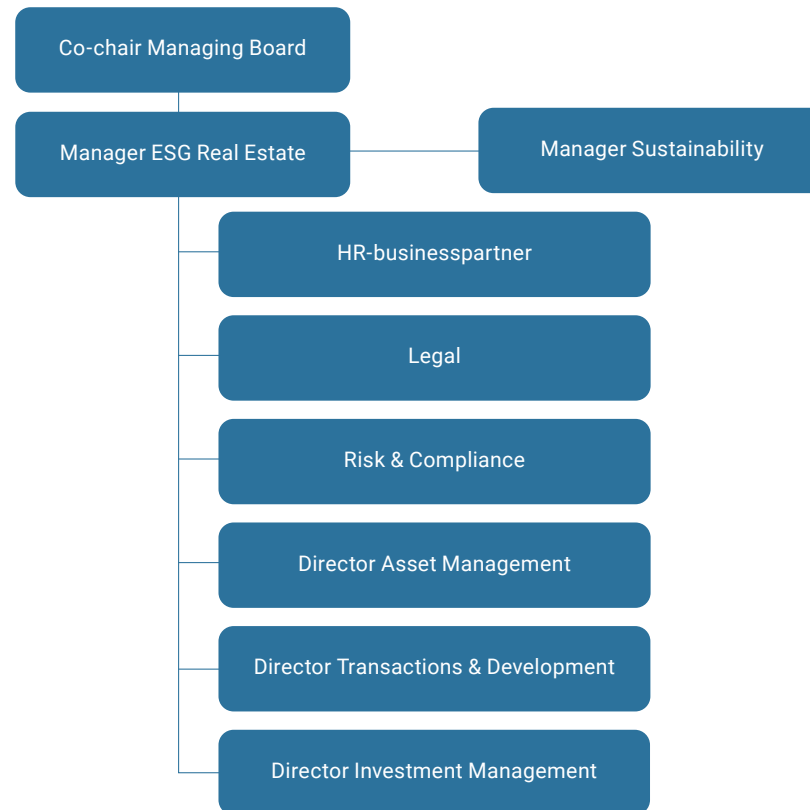 Co-chair Managing Board
Manager ESG Real Estate
Manager Sustainability
HR-businesspartner
Legal
Risk & Compliance
Director Asset Management
Director Transactions & Development
Director Investment Management